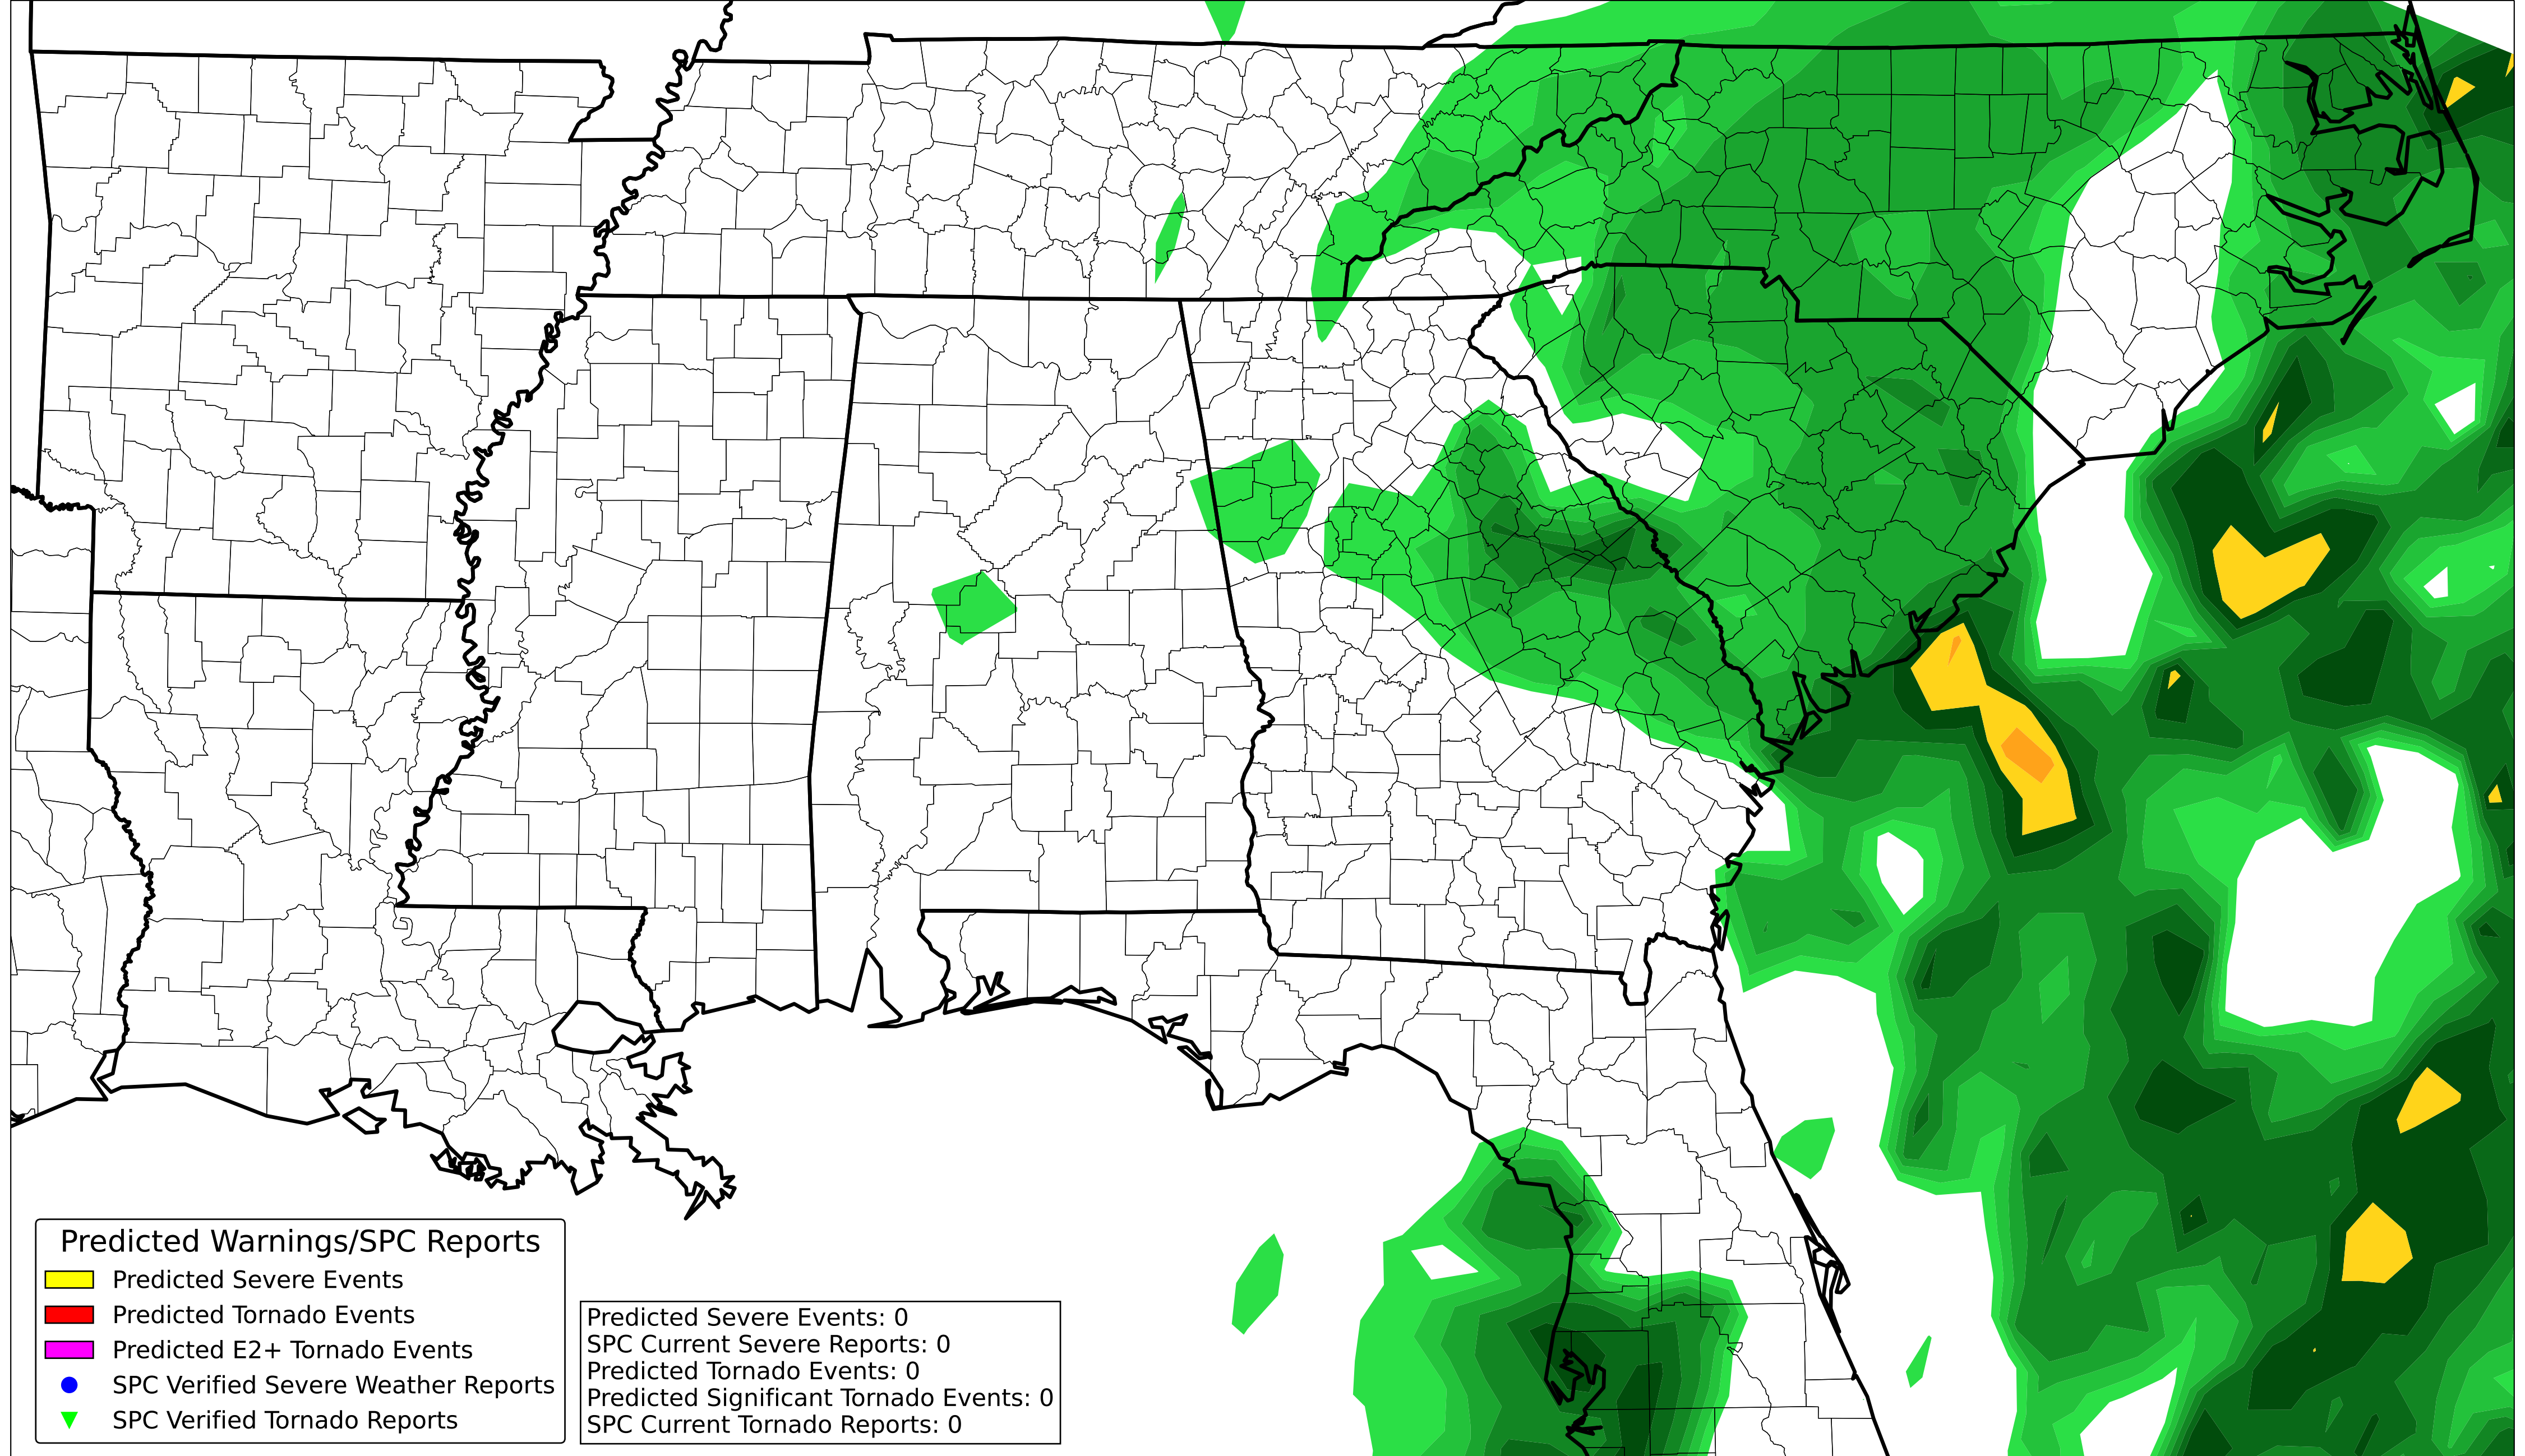 Predicted Warnings/SPC Reports
Predicted Severe Events
Predicted Tornado Events
Predicted E2+ Tornado Events
SPC Verified Severe Weather Reports
SPC Verified Tornado Reports
Predicted Severe Events: 0
SPC Current Severe Reports: 0
Predicted Tornado Events: 0
Predicted Significant Tornado Events: 0
SPC Current Tornado Reports: 0